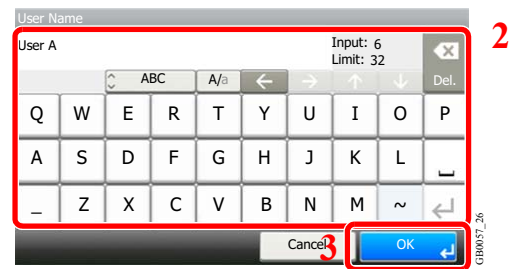 User Name
User A
Input: 6
Limit: 32
Del.
ABC A/a
Q W E R T Y U I O P
A S D F G H J K L
_ Z X C V B N M ~
Cancel OK
2
3
GB0057_26